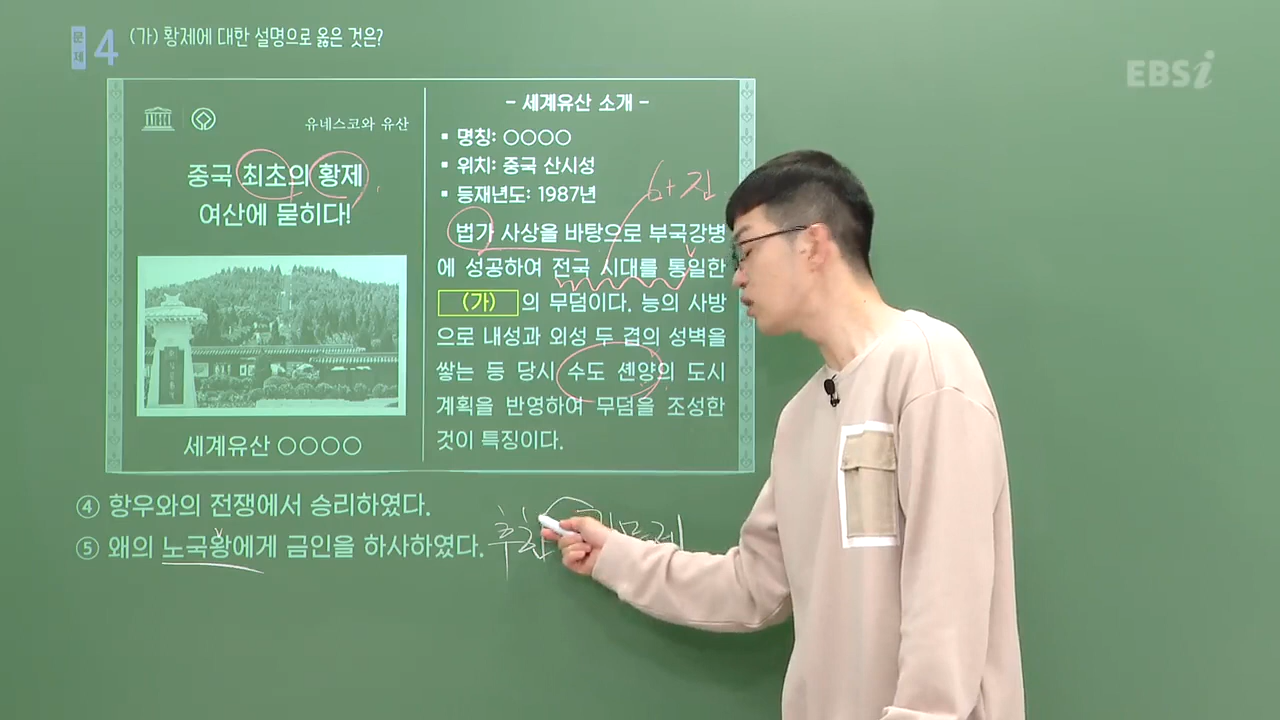 문제 4 (가) 황제에 대한 설명으로 옳은 것은?
EBSi
유네스코와 유산
중국 최초의 황제
여산에 묻히다!
세계유산 ○○○○
- 세계유산 소개 -
▪ 명칭: ○○○○
▪ 위치: 중국 산시성
▪ 등재년도: 1987년
법가 사상을 바탕으로 부국강병
에 성공하여 전국 시대를 통일한
(가)의 무덤이다. 능의 사방
으로 내성과 외성 두 겹의 성벽을
쌓는 등 당시 수도 셴양의 도시
계획을 반영하여 무덤을 조성한
것이 특징이다.
④ 항우와의 전쟁에서 승리하였다.
⑤ 왜의 노국왕에게 금인을 하사하였다.